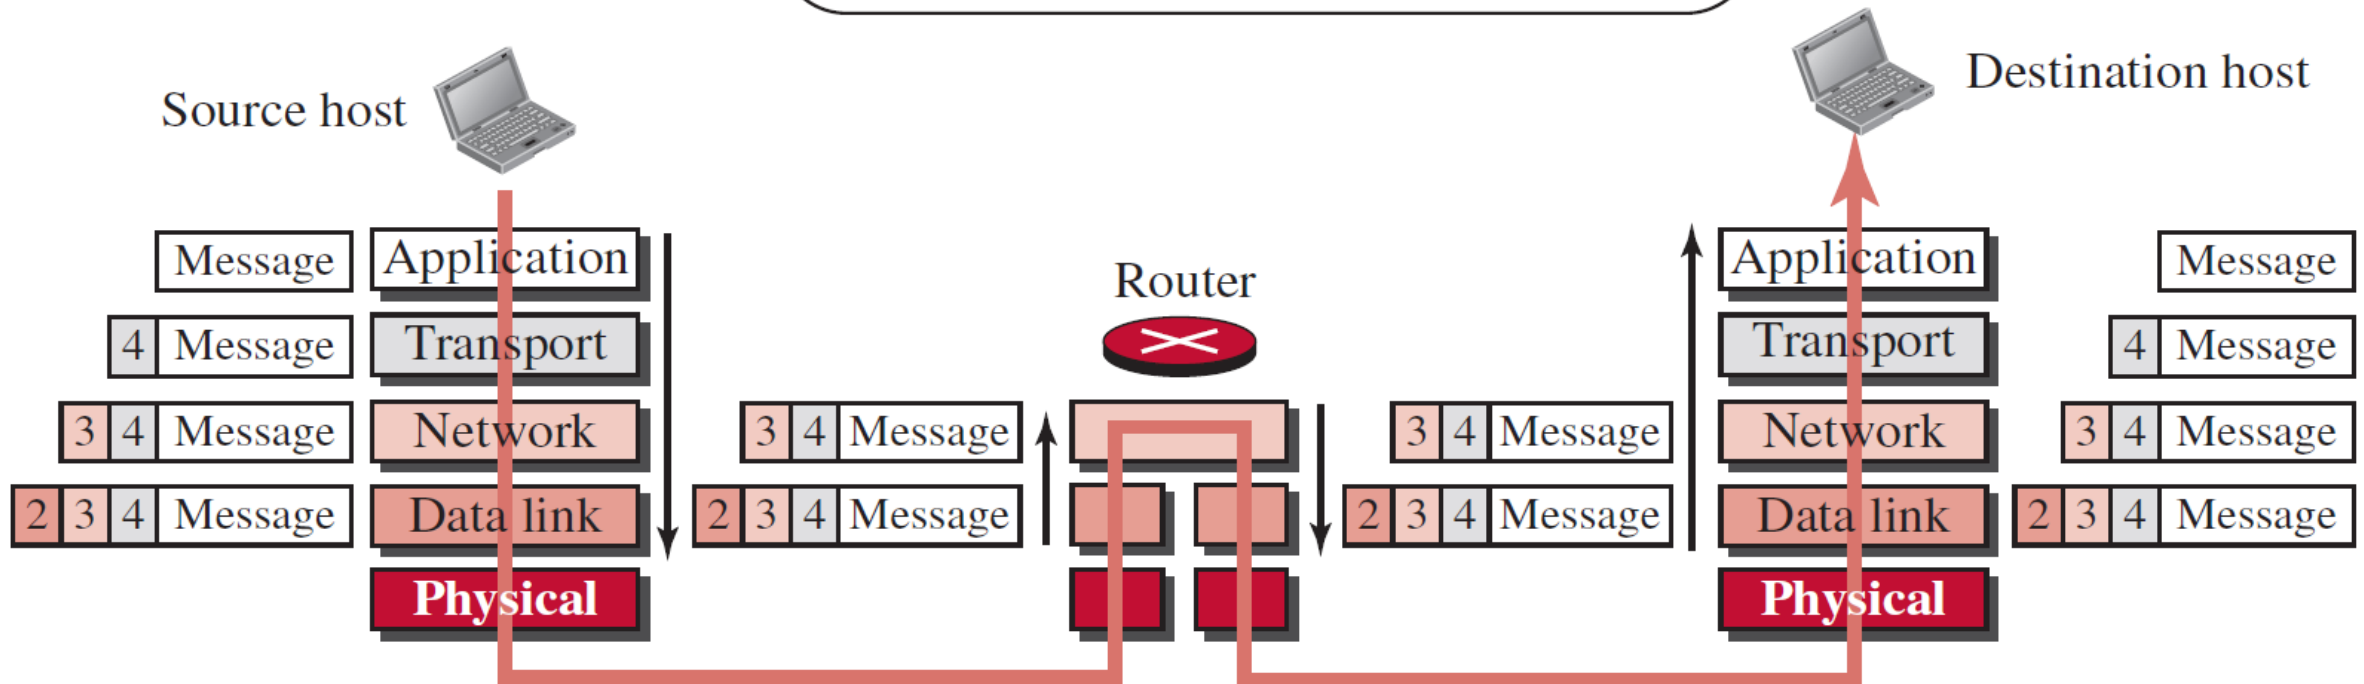 Source host
Destination host
Router
Message Application
4 Message Transport
3 4 Message Network
2 3 4 Message Data link
Physical
3 4 Message
2 3 4 Message
3 4 Message
2 3 4 Message
Application Message
Transport 4 Message
Network 3 4 Message
Data link 2 3 4 Message
Physical